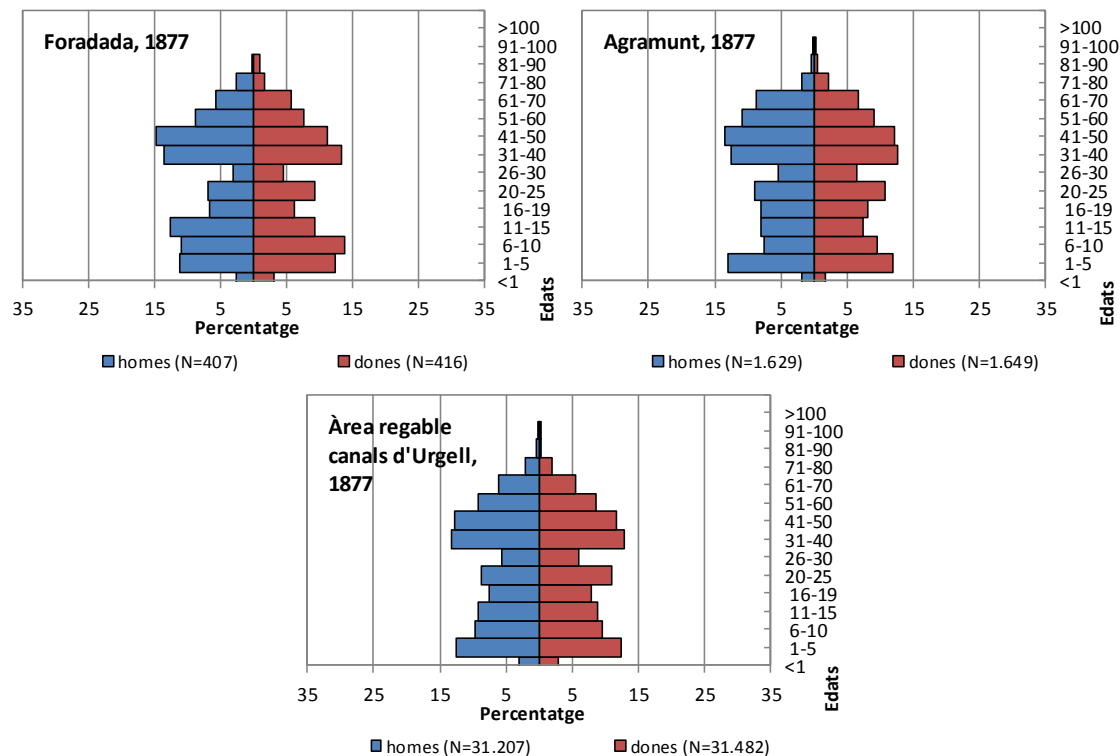 Foradada, 1877
>100
91-100
81-90
71-80
61-70
51-60
41-50
31-40
26-30
20-25
16-19
11-15
6-10
1-5
<1
Edats
35 25 15 5 5 15 25 35
Percentatge
homes (N=407) dones (N=416)
Agramunt, 1877
>100
91-100
81-90
71-80
61-70
51-60
41-50
31-40
26-30
20-25
16-19
11-15
6-10
1-5
<1
Edats
35 25 15 5 5 15 25 35
Percentatge
homes (N=1.629) dones (N=1.649)
Àrea regable
canals d'Urgell,
1877
>100
91-100
81-90
71-80
61-70
51-60
41-50
31-40
26-30
20-25
16-19
11-15
6-10
1-5
<1
Edats
35 25 15 5 5 15 25 35
Percentatge
homes (N=31.207) dones (N=31.482)